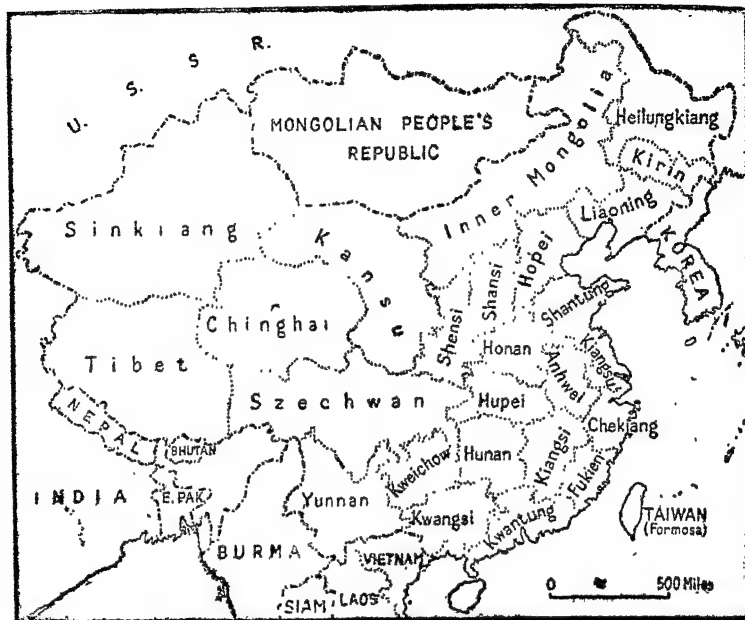 U. S. S. R.
MONGOLIAN PEOPLE'S
REPUBLIC
Inner Mongolia
Heilungkiang
Kirin
Liaoning
KOREA
Sinkiang
Kansu
Hopei
Shansi
Shensi
Shantung
Chinghai
Tibet
Honan
Kiangsu
Anhwei
Szechwan
Hupei
NEPAL
BHUTAN
Chekiang
Kweichow
Hunan
Kiangsi
Fukien
INDIA
E. PAK.
Yunnan
Kwangsi
Kwantung
TAIWAN
(Formosa)
BURMA
VIETNAM
SIAM
LAOS
0 500 Miles